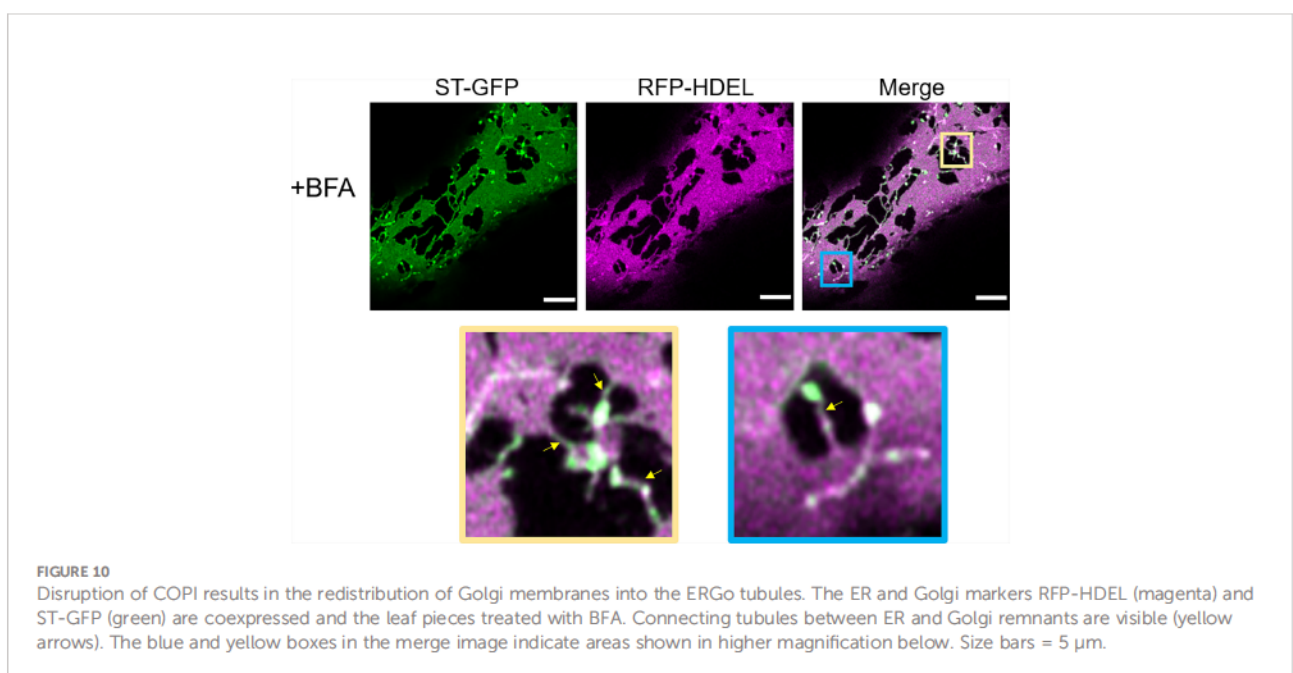 ST-GFP RFP-HDEL Merge
+BFA
FIGURE 10
Disruption of COPI results in the redistribution of Golgi membranes into the ERGo tubules. The ER and Golgi markers RFP-HDEL (magenta) and
ST-GFP (green) are coexpressed and the leaf pieces treated with BFA. Connecting tubules between ER and Golgi remnants are visible (yellow
arrows). The blue and yellow boxes in the merge image indicate areas shown in higher magnification below. Size bars = 5 µm.